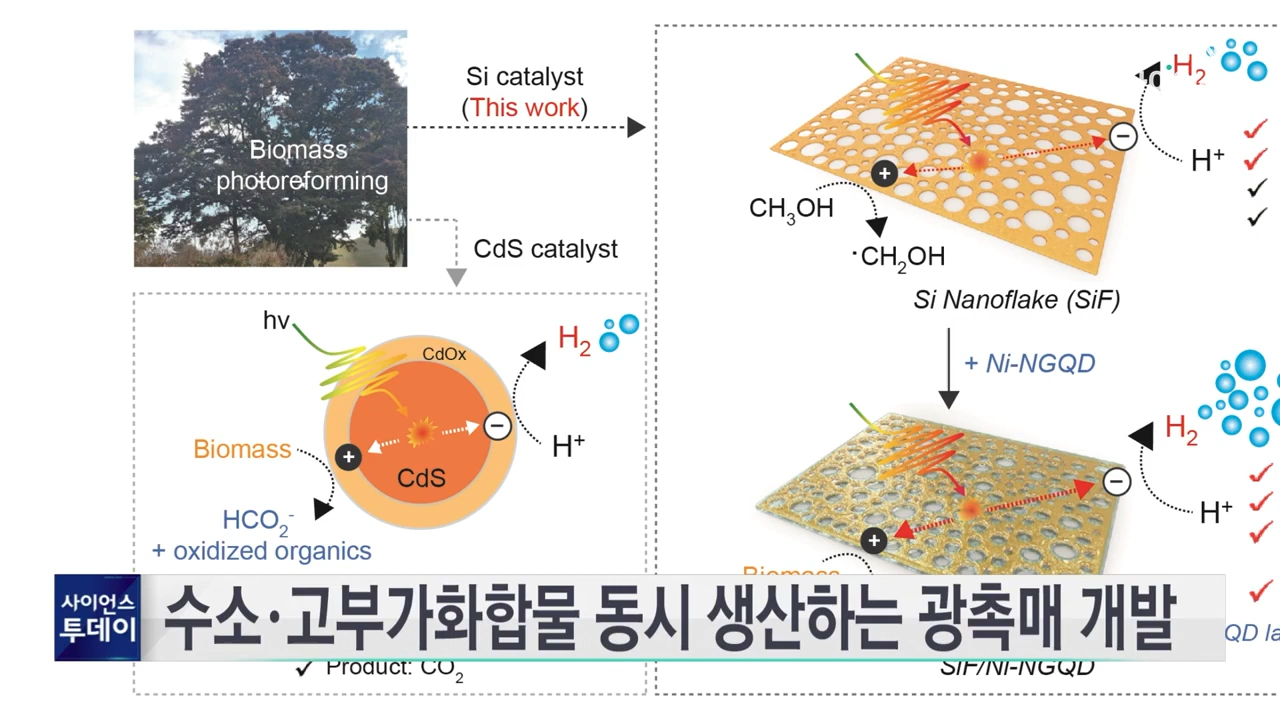 Biomass
photoreforming
Si catalyst
(This work)
CdS catalyst
hν
CdOx
H2
CdS
H+
Biomass
HCO2-
+ oxidized organics
✓ Product: CO2
H2
H+
CH3OH
·CH2OH
Si Nanoflake (SiF)
+ Ni-NGQD
H2
H+
Biomass
SiF/Ni-NGQD
사이언스
투데이
수소·고부가화합물 동시 생산하는 광촉매 개발